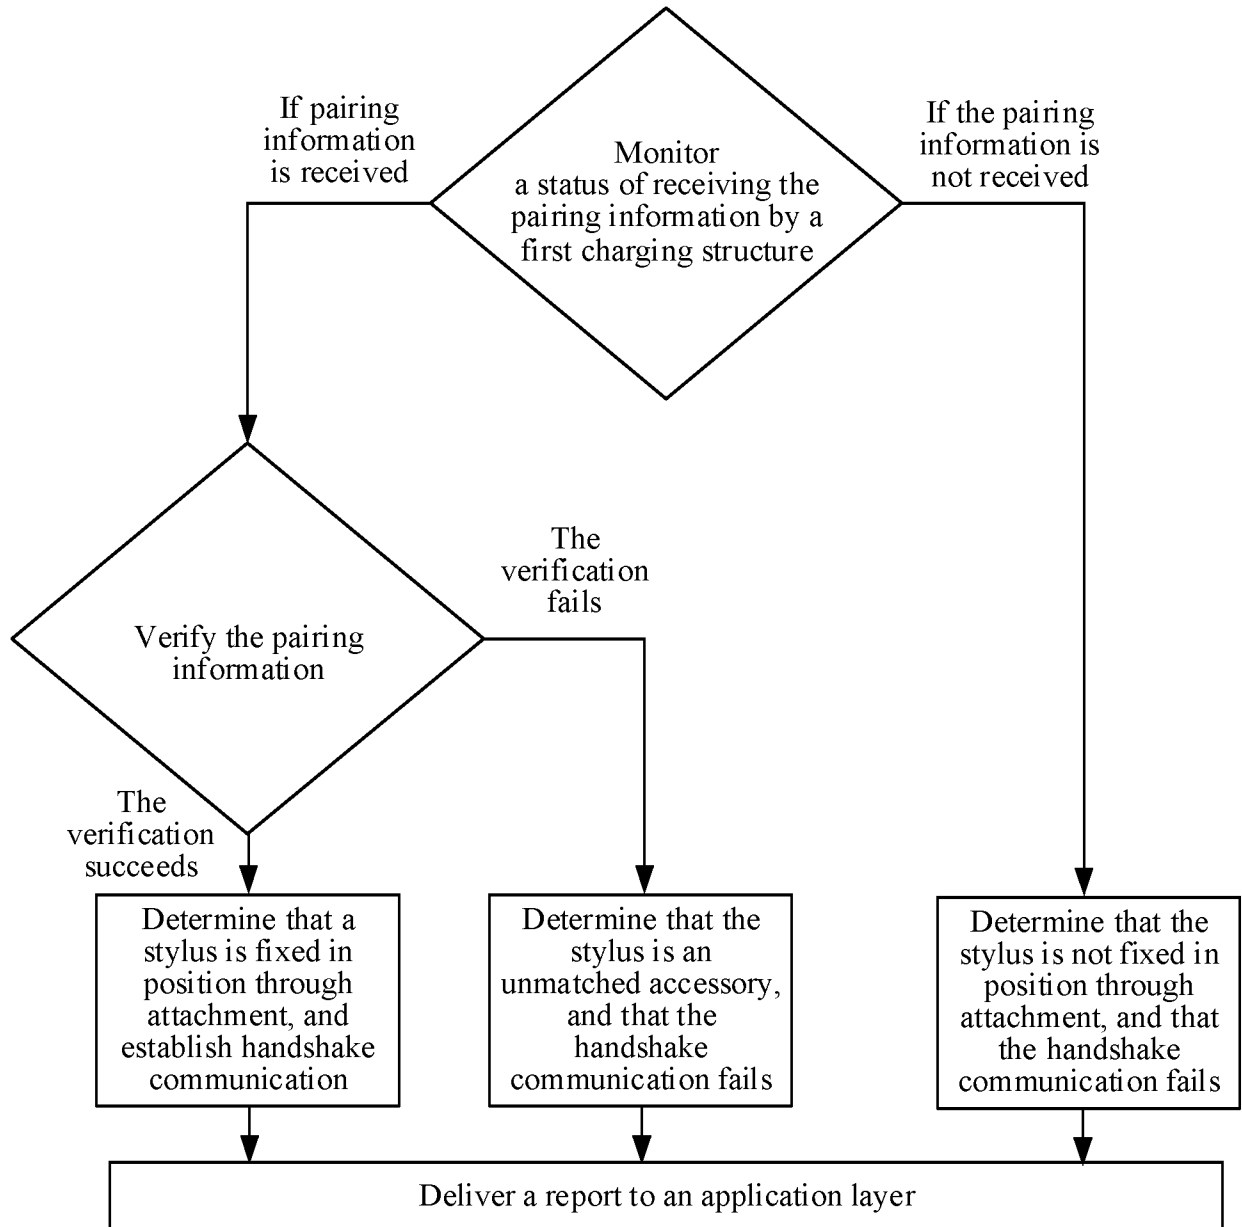 If pairing
information
is received
Monitor
a status of receiving the
pairing information by a
first charging structure
If the pairing
information is
not received
The
verification
fails
Verify the pairing
information
The
verification
succeeds
Determine that a
stylus is fixed in
position through
attachment, and
establish handshake
communication
Determine that the
stylus is an
unmatched accessory,
and that the
handshake
communication fails
Determine that the
stylus is not fixed in
position through
attachment, and that
the handshake
communication fails
Deliver a report to an application layer